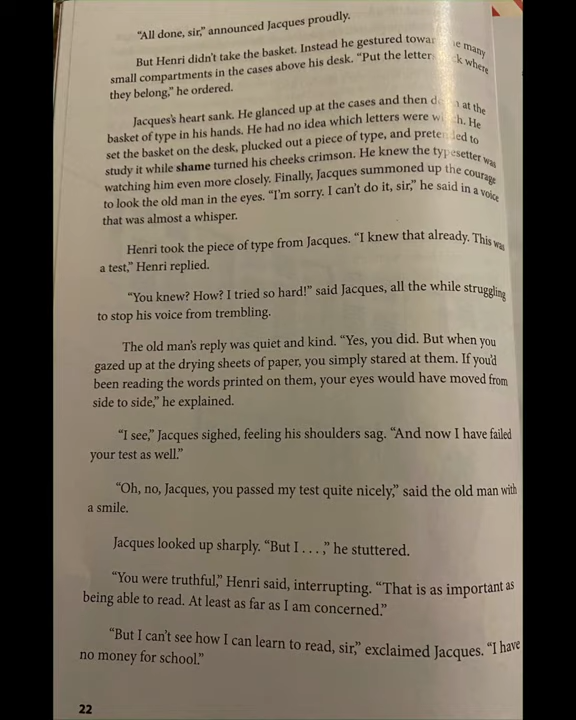 "All done, sir," announced Jacques proudly.
But Henri didn't take the basket. Instead he gestured towar e many
small compartments in the cases above his desk. "Put the letter ck where
they belong," he ordered.
Jacques's heart sank. He glanced up at the cases and then d n at the
basket of type in his hands. He had no idea which letters were w ch. He
set the basket on the desk, plucked out a piece of type, and preten ed to
study it while shame turned his cheeks crimson. He knew the typesetter was
watching him even more closely. Finally, Jacques summoned up the courage
to look the old man in the eyes. "I'm sorry. I can't do it, sir," he said in a voice
that was almost a whisper.
Henri took the piece of type from Jacques. "I knew that already. This was
a test," Henri replied.
"You knew? How? I tried so hard!" said Jacques, all the while struggling
to stop his voice from trembling.
The old man's reply was quiet and kind. "Yes, you did. But when you
gazed up at the drying sheets of paper, you simply stared at them. If you'd
been reading the words printed on them, your eyes would have moved from
side to side," he explained.
"I see," Jacques sighed, feeling his shoulders sag. "And now I have failed
your test as well."
"Oh, no, Jacques, you passed my test quite nicely," said the old man with
a smile.
Jacques looked up sharply. "But I . . . ," he stuttered.
"You were truthful," Henri said, interrupting. "That is as important as
being able to read. At least as far as I am concerned."
"But I can't see how I can learn to read, sir," exclaimed Jacques. "I have
no money for school."
22